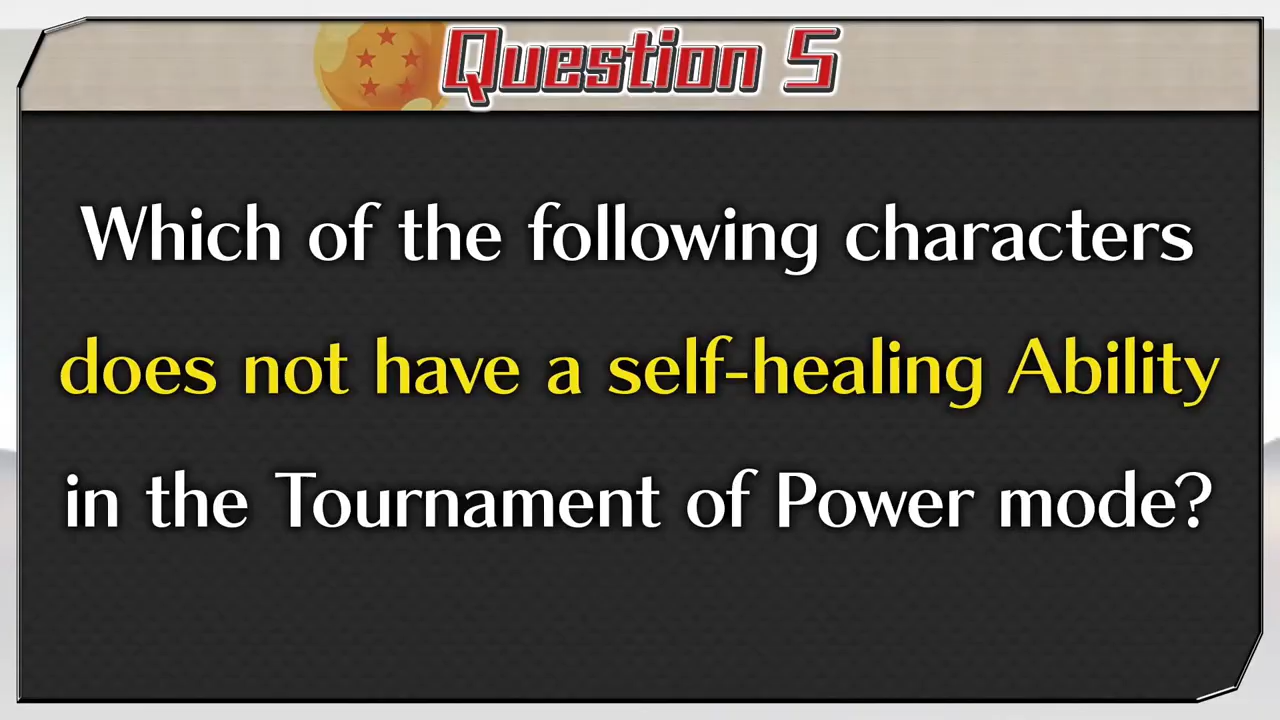 Question 5
Which of the following characters
does not have a self-healing Ability
in the Tournament of Power mode?